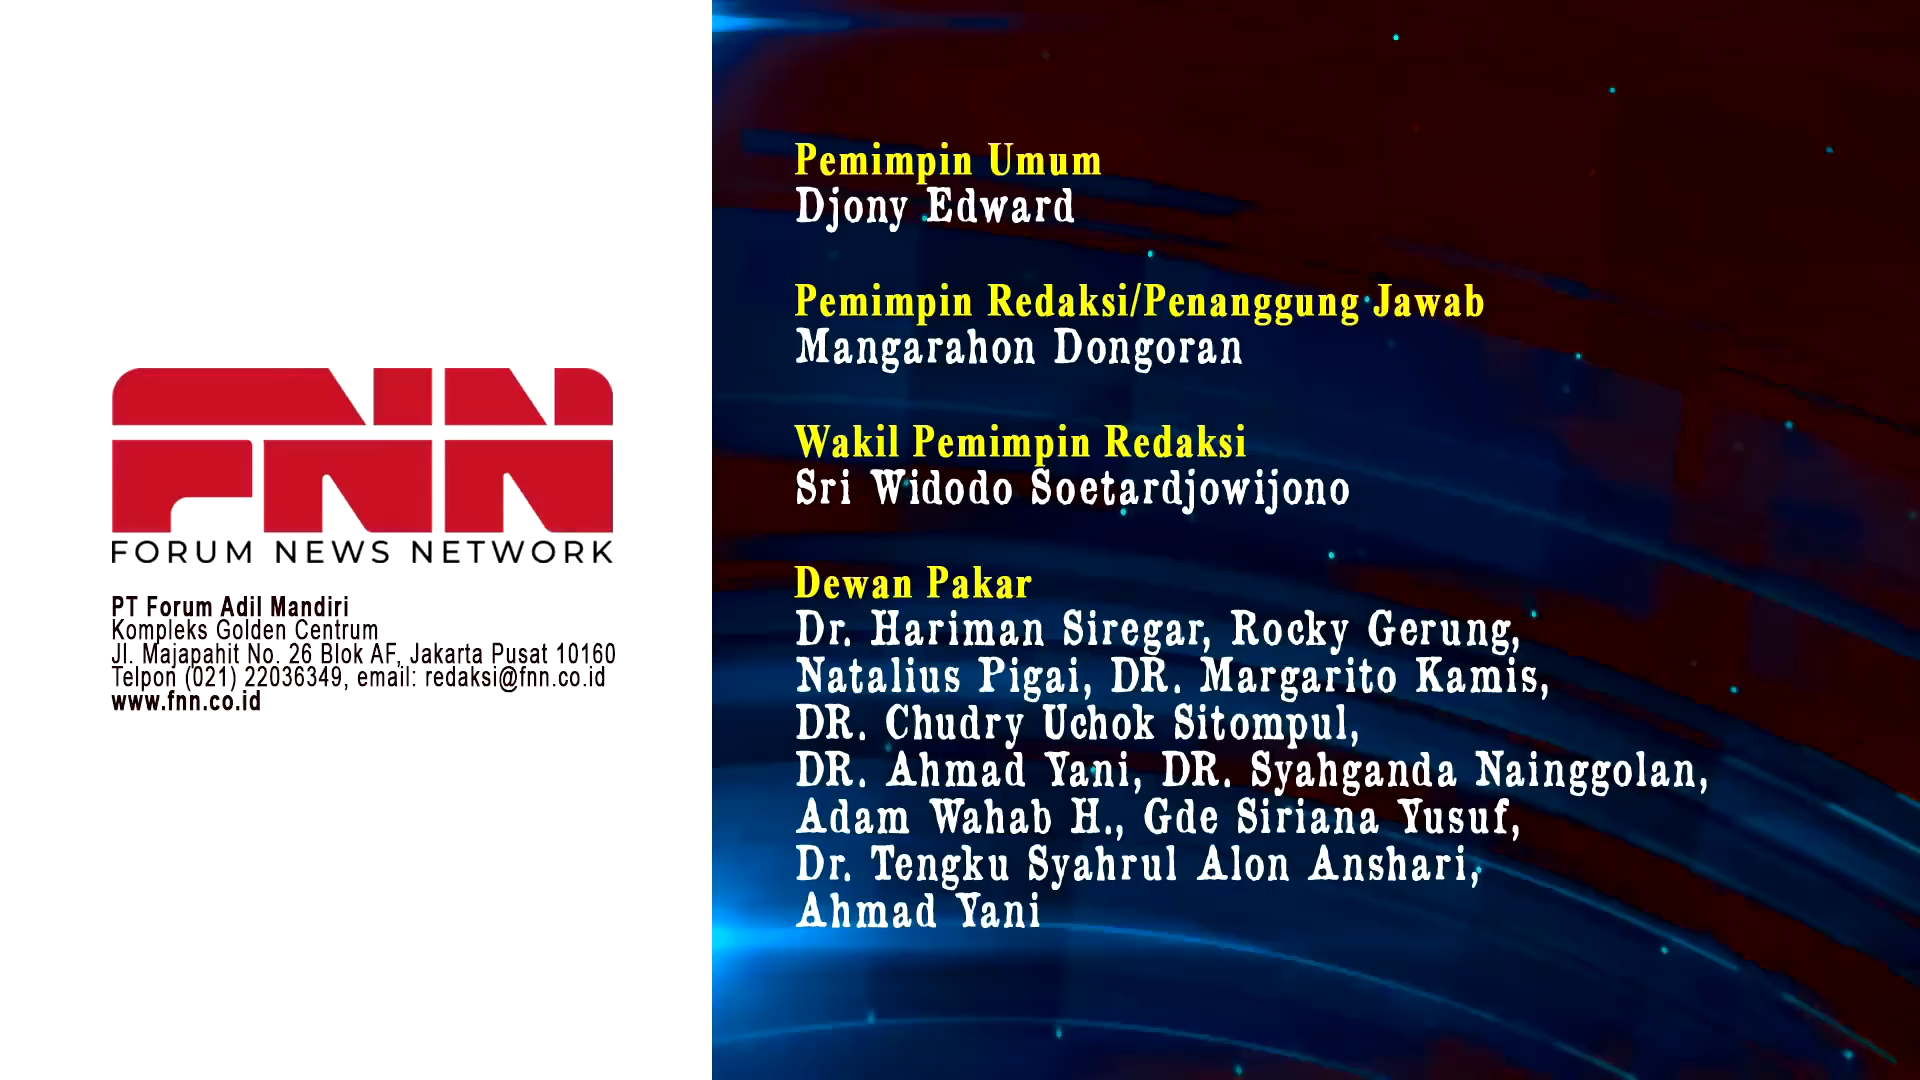 FNN
FORUM NEWS NETWORK
PT Forum Adil Mandiri
Kompleks Golden Centrum
Jl. Majapahit No. 26 Blok AF, Jakarta Pusat 10160
Telpon (021) 22036349, email: redaksi@fnn.co.id
www.fnn.co.id
Pemimpin Umum
Djony Edward
Pemimpin Redaksi/Penanggung Jawab
Mangarahon Dongoran
Wakil Pemimpin Redaksi
Sri Widodo Soetardjowijono
Dewan Pakar
Dr. Hariman Siregar, Rocky Gerung,
Natalius Pigai, DR. Margarito Kamis,
DR. Chudry Uchok Sitompul,
DR. Ahmad Yani, DR. Syahganda Nainggolan,
Adam Wahab H., Gde Siriana Yusuf,
Dr. Tengku Syahrul Alon Anshari,
Ahmad Yani